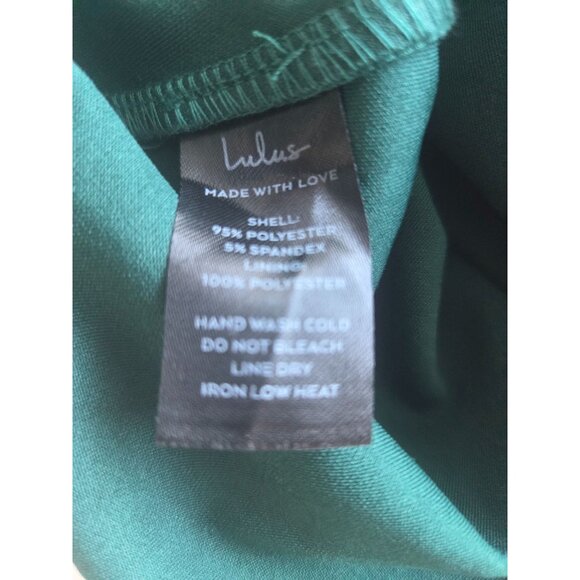 Lulus
MADE WITH LOVE
SHELL:
95% POLYESTER
5% SPANDEX
LINING:
100% POLYESTER
HAND WASH COLD
DO NOT BLEACH
LINE DRY
IRON LOW HEAT